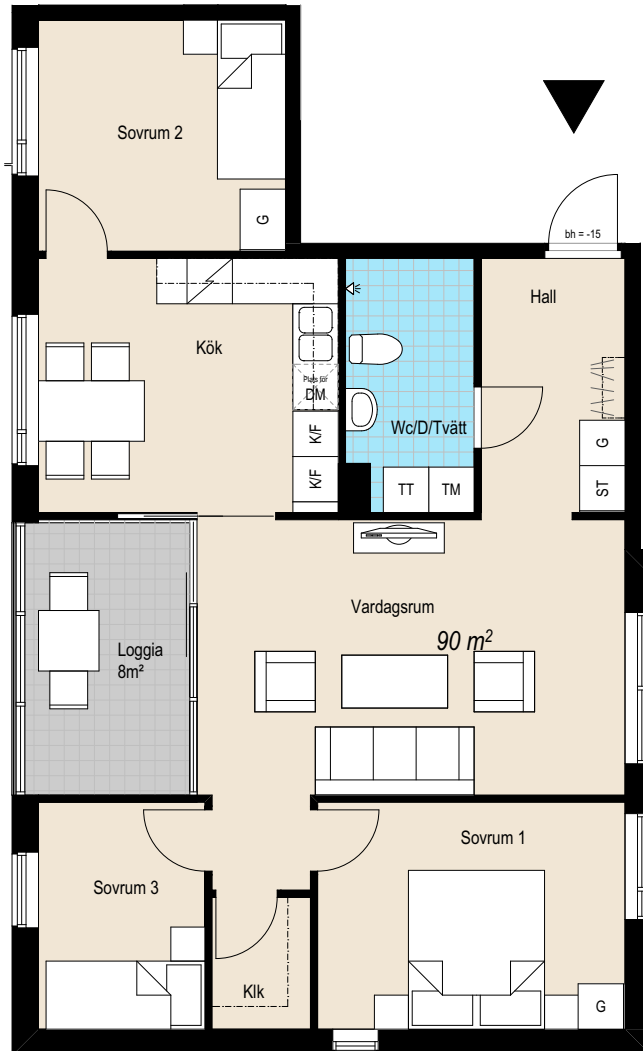 Sovrum 2
G
bh = -15
Hall
Kök
Plats för
DM
K/F
K/F
Wc/D/Tvätt
TT
TM
G
ST
Vardagsrum
90 m²
Loggia
8m²
Sovrum 1
Sovrum 3
Klk
G